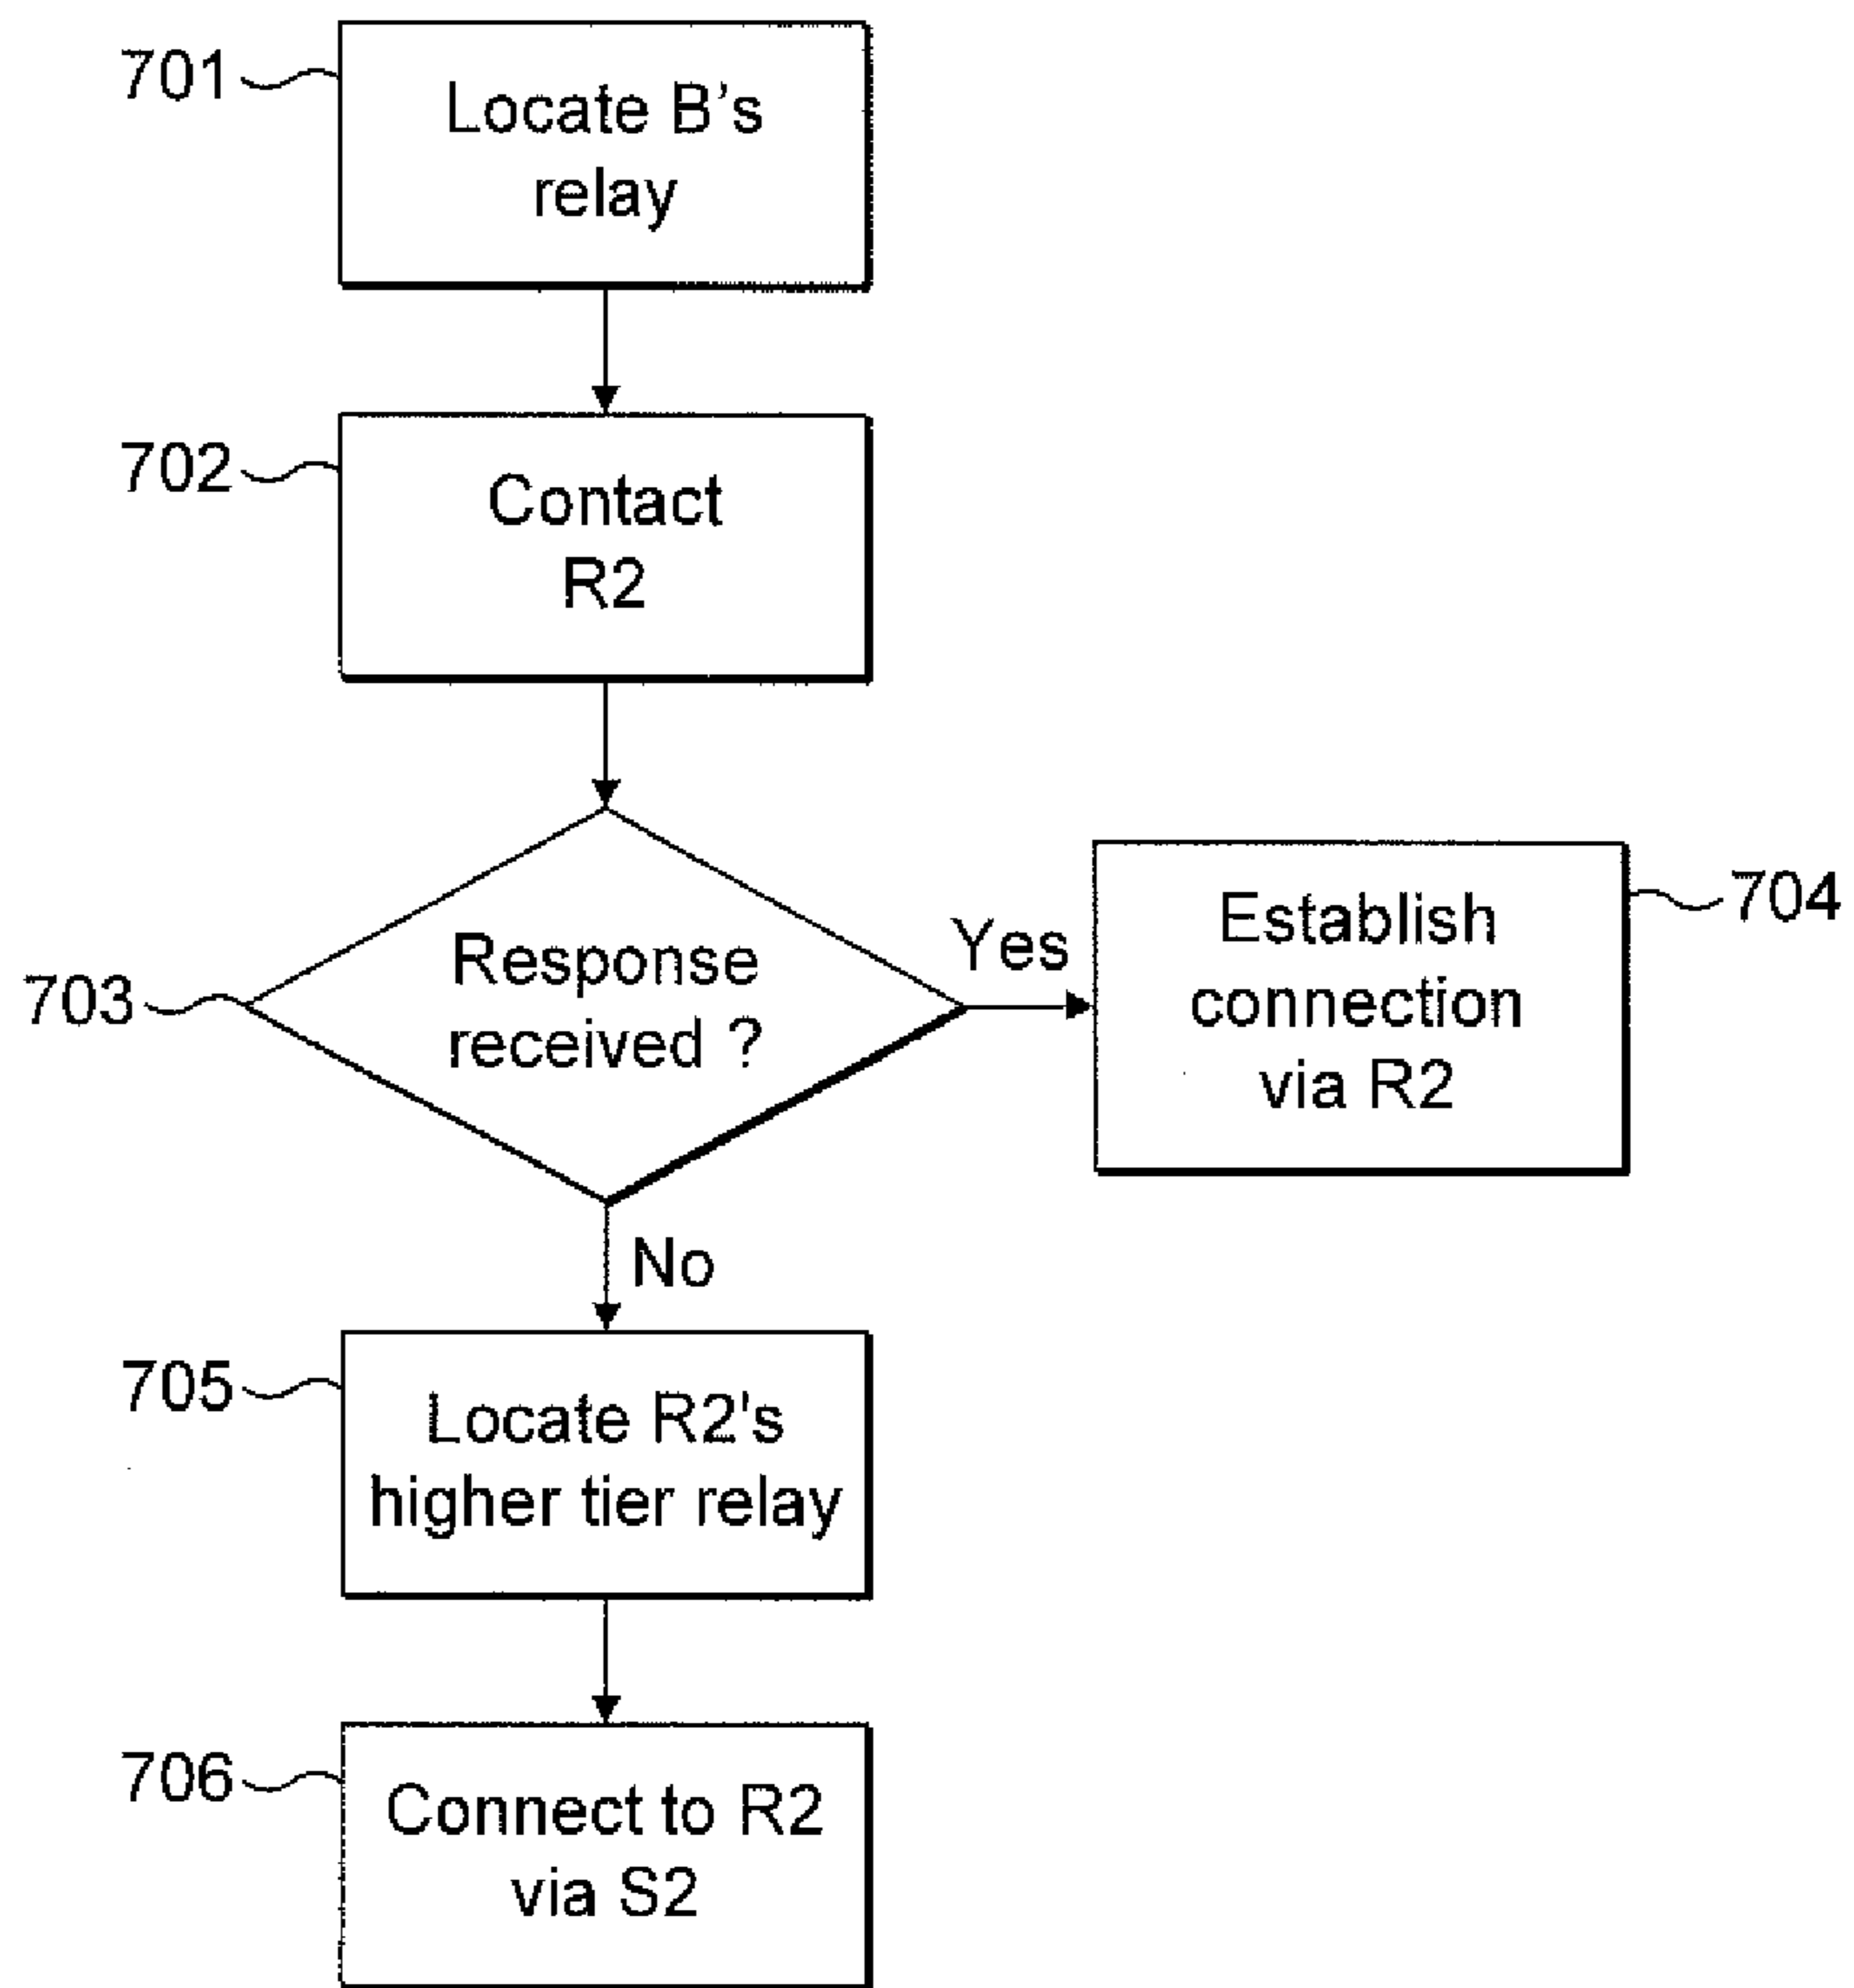 701
Locate B’s
relay
702
Contact
R2
703
Response
received ?
Yes
Establish
connection
via R2
704
No
705
Locate R2's
higher tier relay
706
Connect to R2
via S2